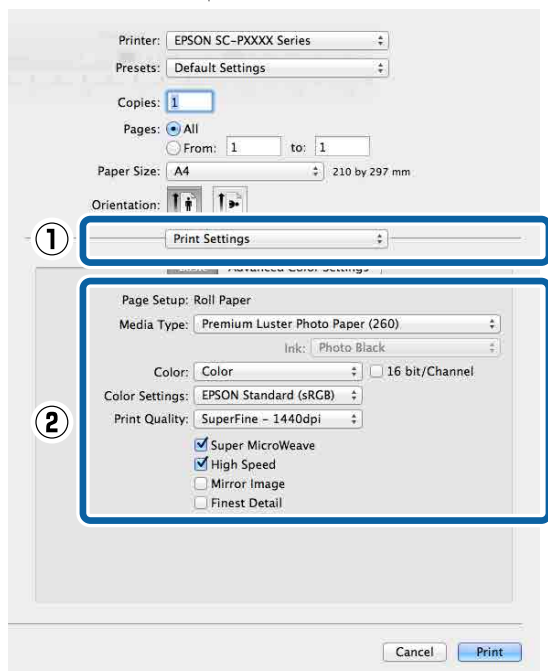 Printer: EPSON SC-PXXXX Series
Presets: Default Settings
Copies: 1
Pages: All
From: 1 to: 1
Paper Size: A4 210 by 297 mm
Orientation:
1 Print Settings
Advanced Color Settings
Page Setup: Roll Paper
Media Type: Premium Luster Photo Paper (260)
Ink: Photo Black
Color: Color 16 bit/Channel
Color Settings: EPSON Standard (sRGB)
2 Print Quality: SuperFine - 1440dpi
Super MicroWeave
High Speed
Mirror Image
Finest Detail
Cancel Print